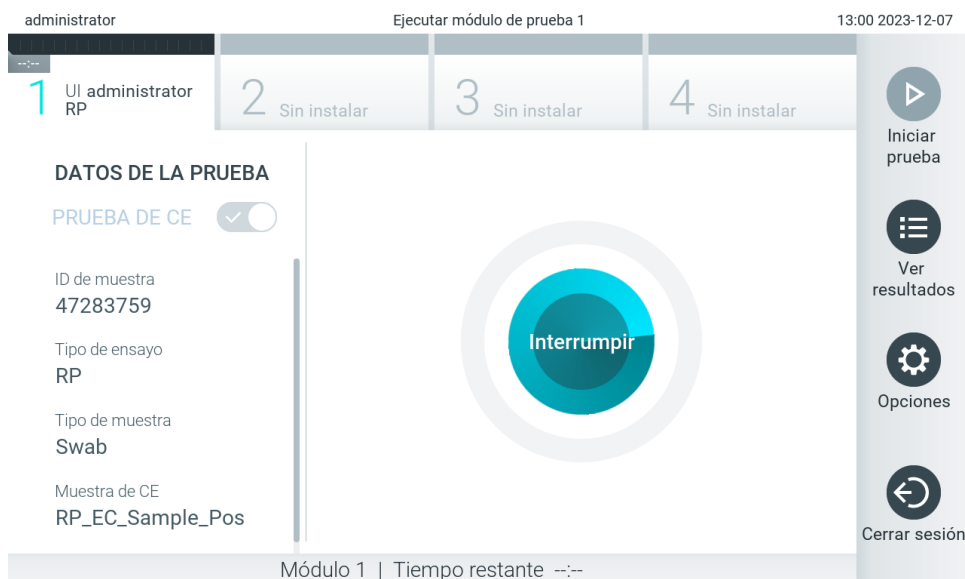 administrator
Ejecutar módulo de prueba 1
13:00 2023-12-07
--:--
1 UI administrator
RP
2 Sin instalar
3 Sin instalar
4 Sin instalar
Iniciar
prueba
DATOS DE LA PRUEBA
PRUEBA DE CE
ID de muestra
47283759
Tipo de ensayo
RP
Tipo de muestra
Swab
Muestra de CE
RP_EC_Sample_Pos
Interrumpir
Ver
resultados
Opciones
Cerrar sesión
Módulo 1 | Tiempo restante --:--